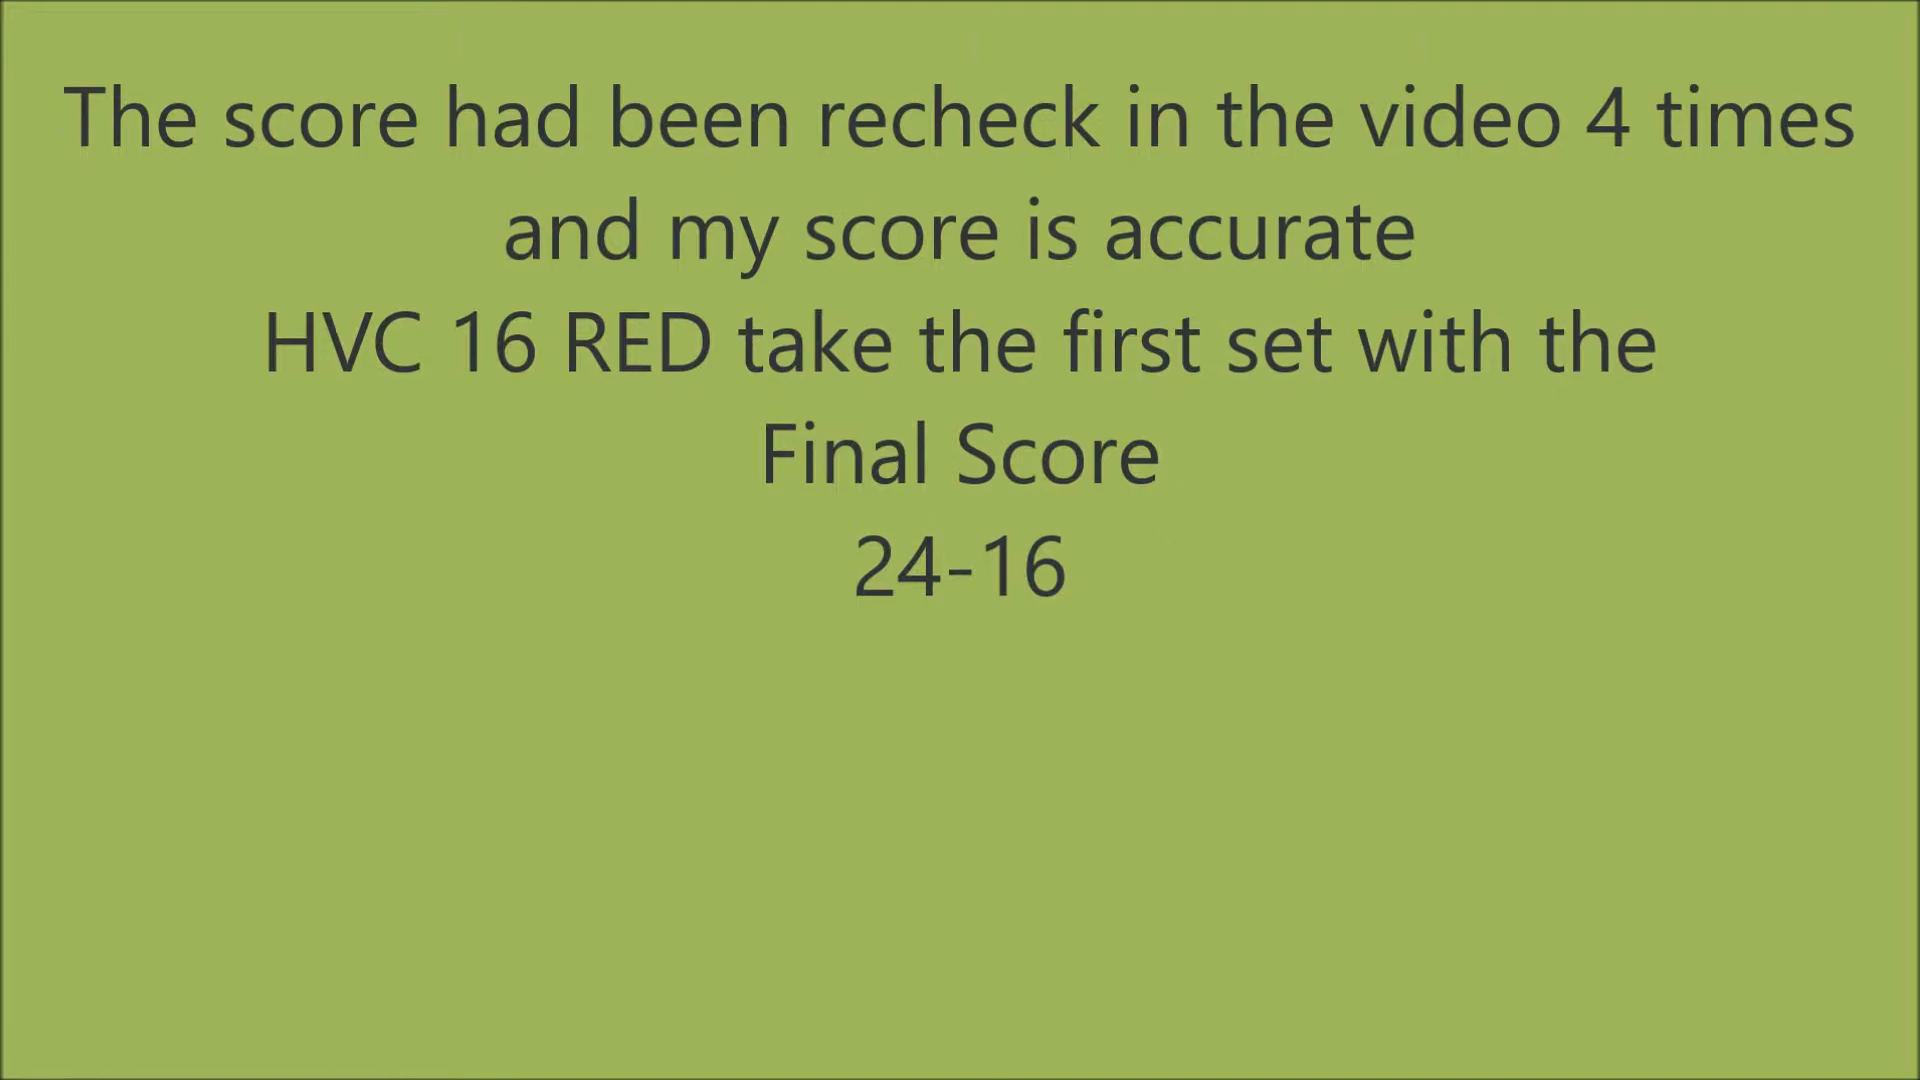 The score had been recheck in the video 4 times
and my score is accurate
HVC 16 RED take the first set with the
Final Score
24-16